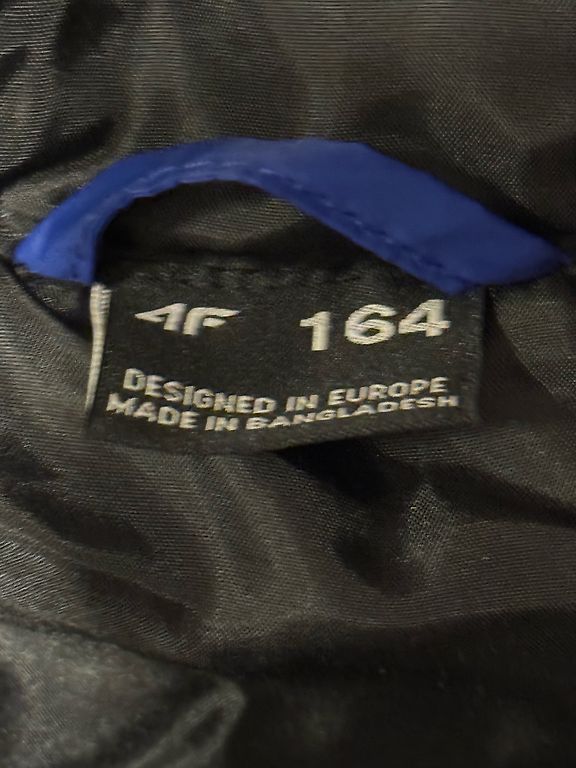 4F 164
DESIGNED IN EUROPE
MADE IN BANGLADESH